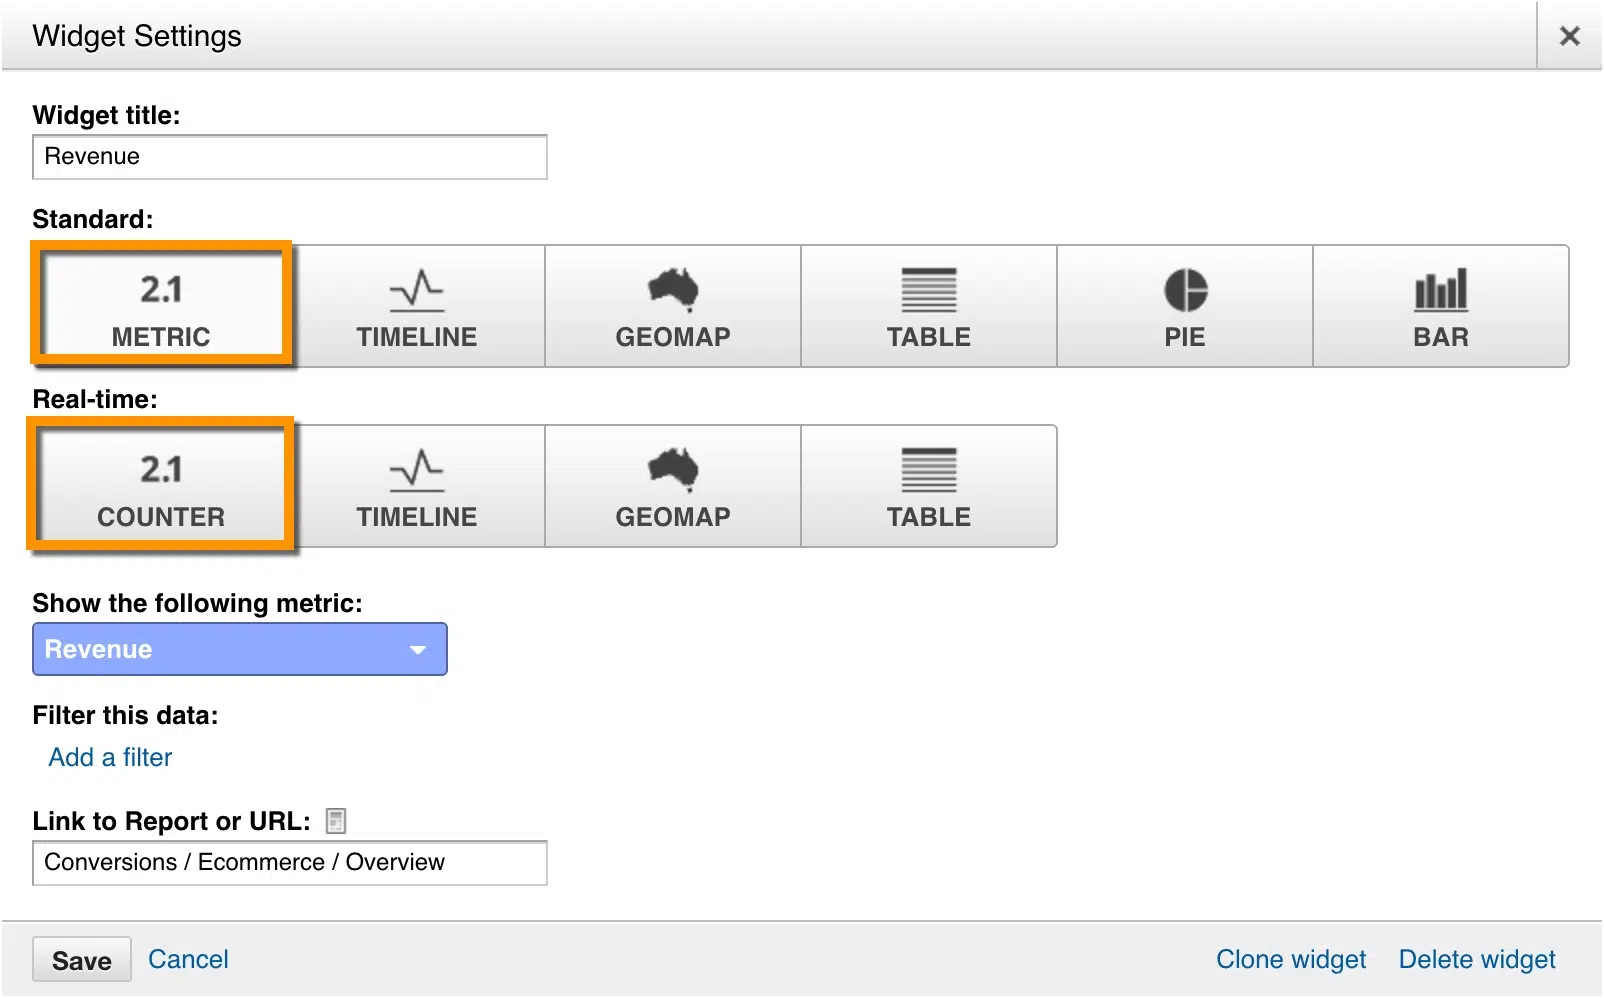 Widget Settings
Widget title:
Revenue
Standard:
2.1
METRIC TIMELINE GEOMAP TABLE PIE BAR
Real-time:
2.1
COUNTER TIMELINE GEOMAP TABLE
Show the following metric:
Revenue
Filter this data:
Add a filter
Link to Report or URL:
Conversions / Ecommerce / Overview
Save Cancel Clone widget Delete widget